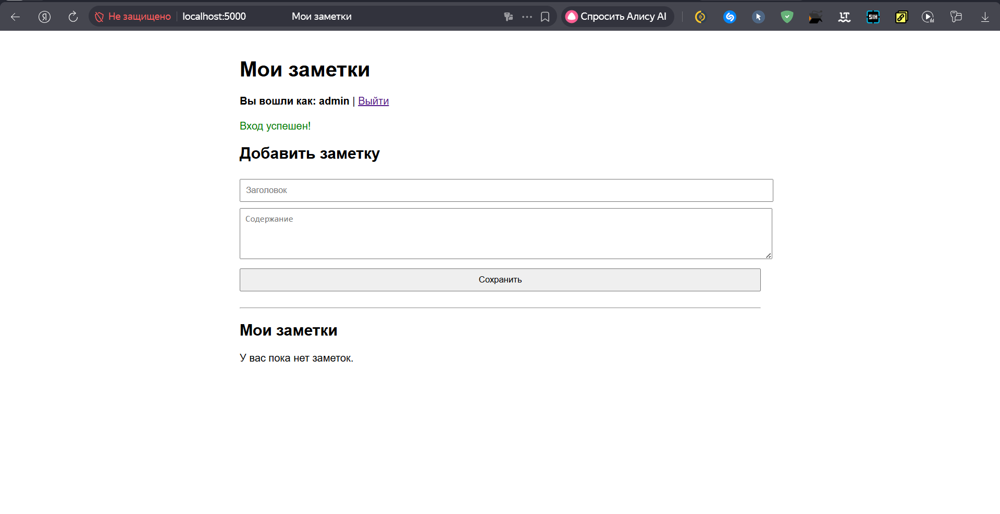 Не защищено localhost:5000 Мои заметки Спросить Алису AI
Мои заметки
Вы вошли как: admin | Выйти
Вход успешен!
Добавить заметку
Заголовок
Содержание
Сохранить
Мои заметки
У вас пока нет заметок.